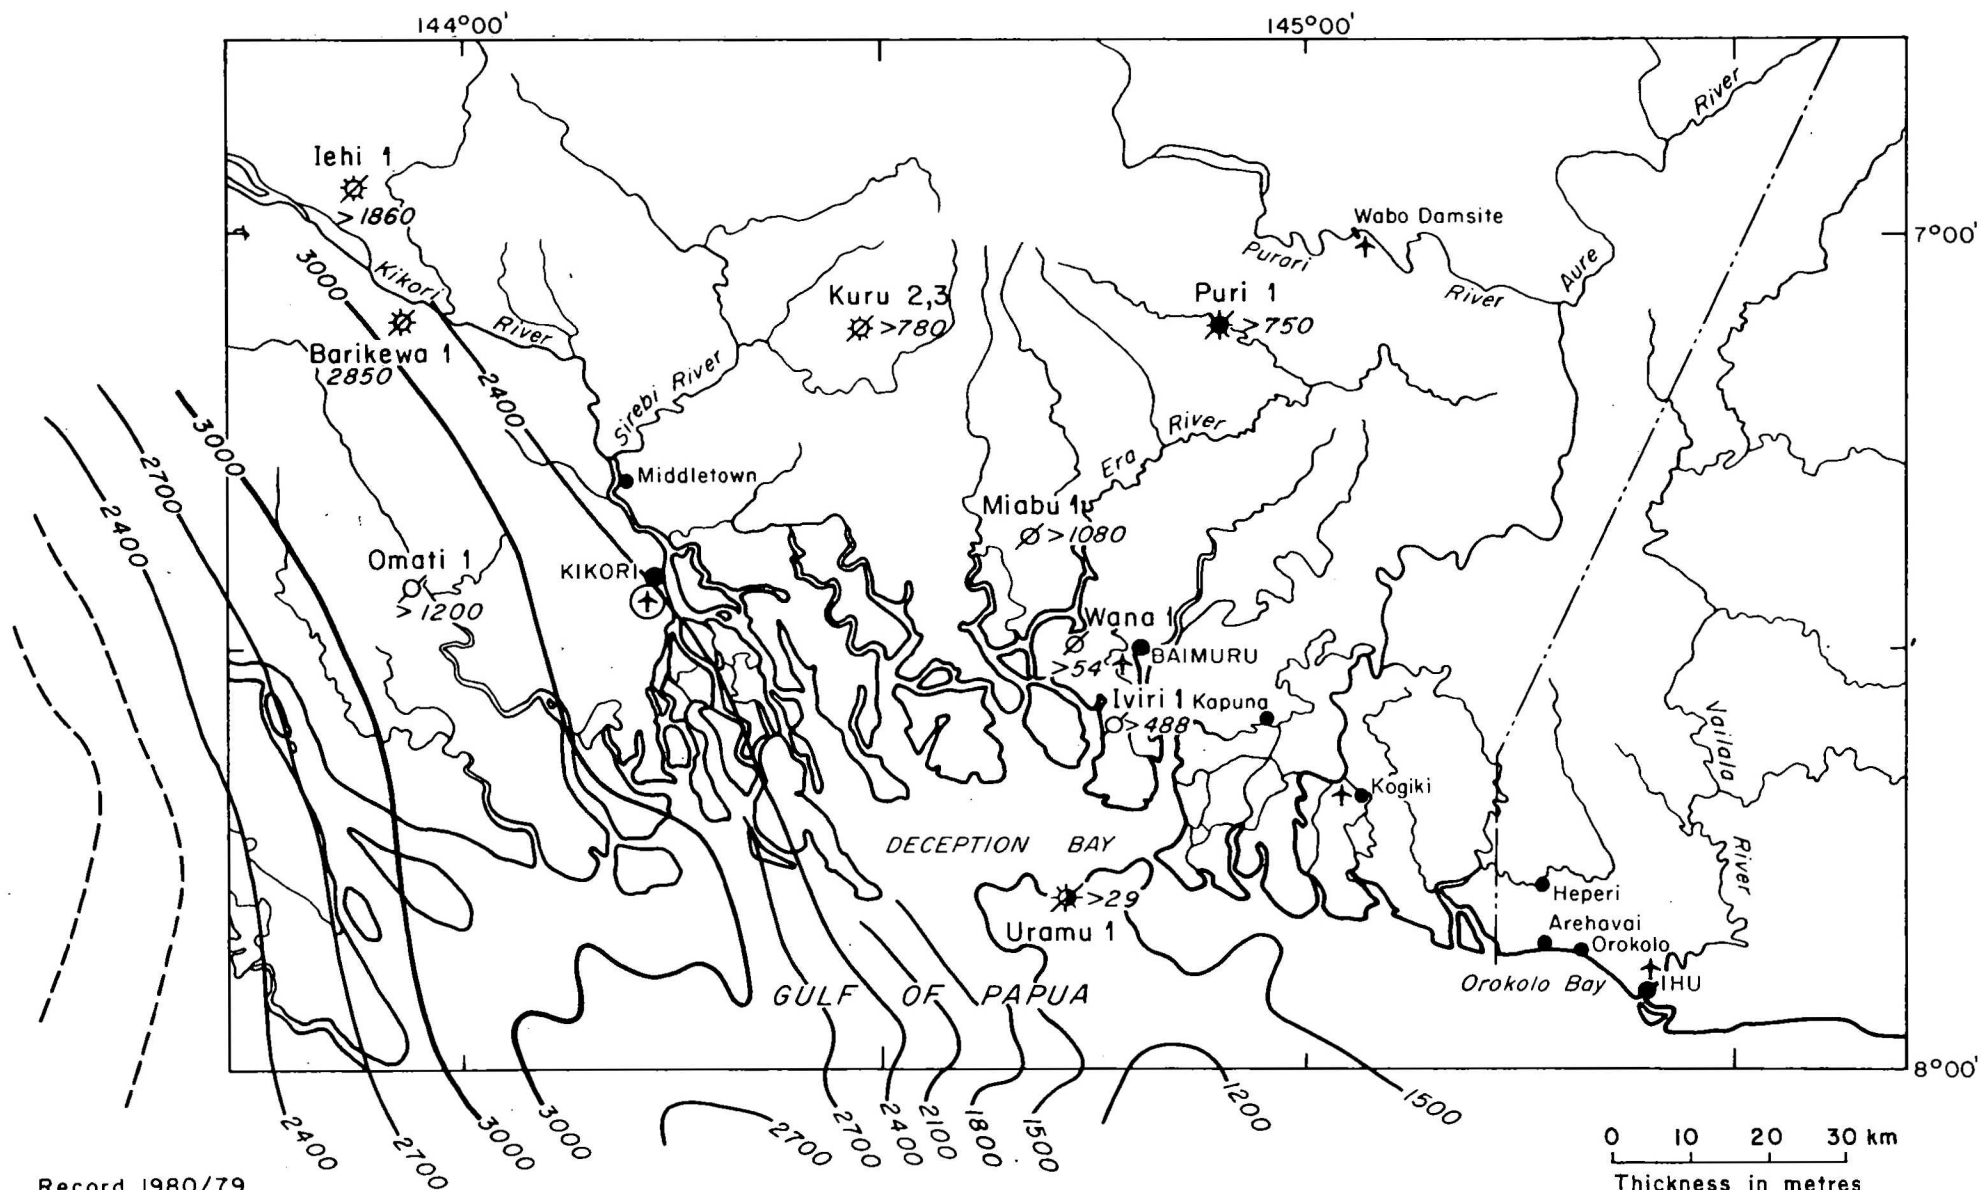 144°00'
145°00'
River
Iehi 1
>1860
Wabo Damsite
7°00'
Purari
River
Aure
3000
Kikori
River
Kuru 2,3
>780
Puri 1
>750
Barikewa 1
2850
2400
Sirebi River
3000
2700
2400
Middletown
Era
River
Miabu 1
>1080
Omati 1
>1200
KIKORI
Wana 1
>54
BAIMURU
Iviri 1
>488
Kapuna
Vailala
River
Kogiki
DECEPTION BAY
>29
Uramu 1
Heperi
Arehavai
Orokolo
Orokolo Bay
IHU
GULF OF PAPUA
8°00'
2400
2700
3000
3000
2700
2700
2400
2100
1800
1500
1200
1500
0 10 20 30 km
Thickness in metres
Record 1980/79